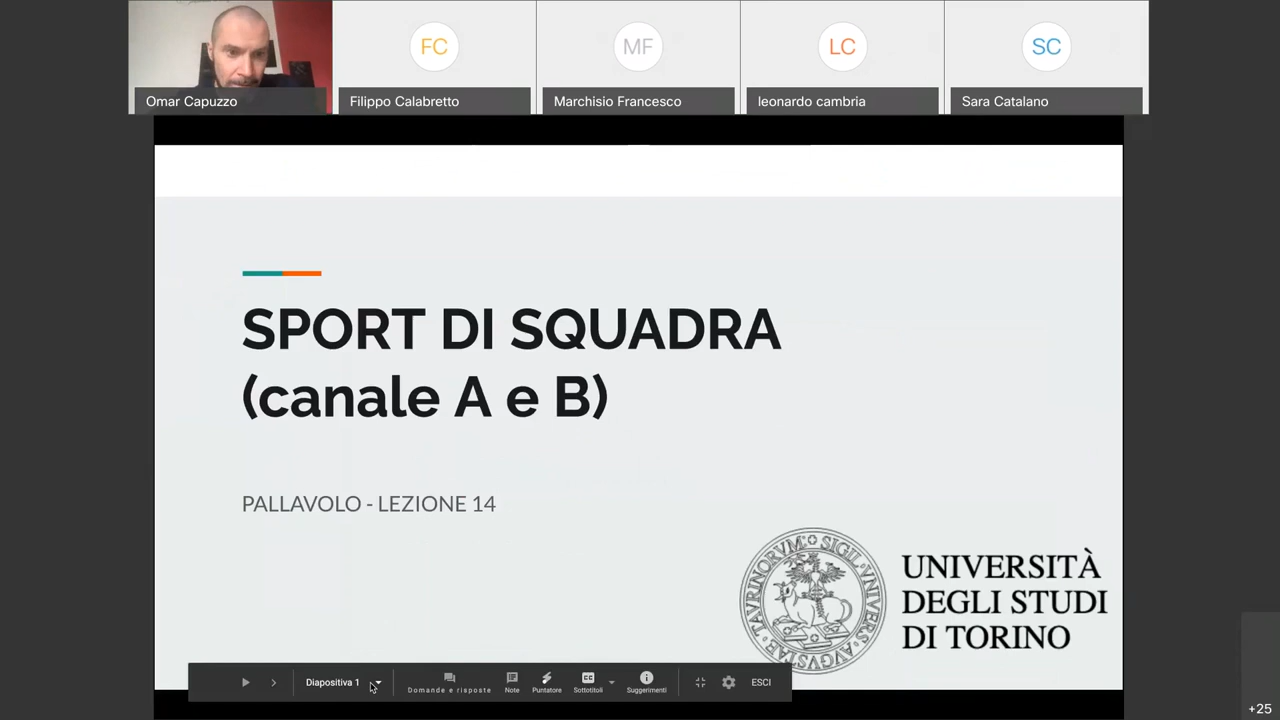 FC
MF
LC
SC
Omar Capuzzo
Filippo Calabretto
Marchisio Francesco
leonardo cambria
Sara Catalano
SPORT DI SQUADRA
(canale A e B)
PALLAVOLO - LEZIONE 14
UNIVERSITÀ
DEGLI STUDI
DI TORINO
Diapositiva 1
Domande e risposte
Note
Puntatore
CC
Sottotitoli
Suggerimenti
ESCI
+25